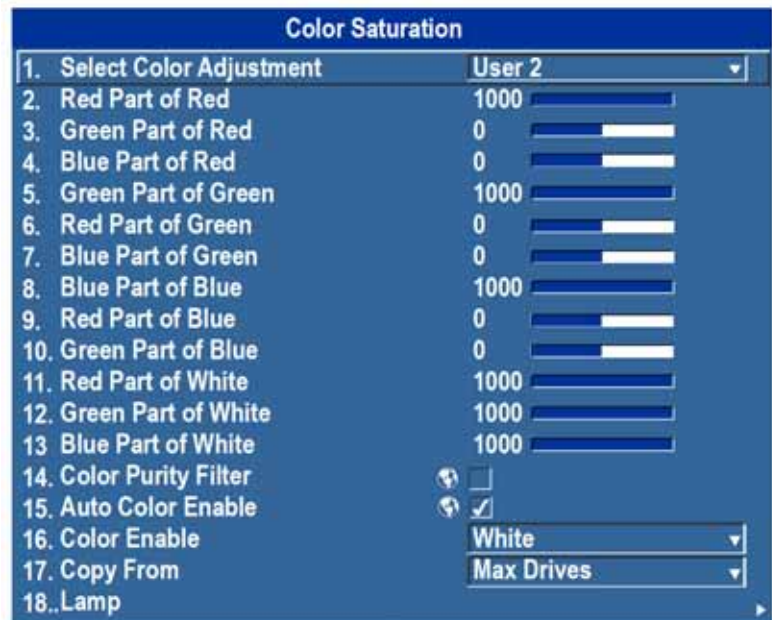 Color Saturation
1. Select Color Adjustment User 2
2. Red Part of Red 1000
3. Green Part of Red 0
4. Blue Part of Red 0
5. Green Part of Green 1000
6. Red Part of Green 0
7. Blue Part of Green 0
8. Blue Part of Blue 1000
9. Red Part of Blue 0
10. Green Part of Blue 0
11. Red Part of White 1000
12. Green Part of White 1000
13 Blue Part of White 1000
14. Color Purity Filter
15. Auto Color Enable
16. Color Enable White
17. Copy From Max Drives
18..Lamp